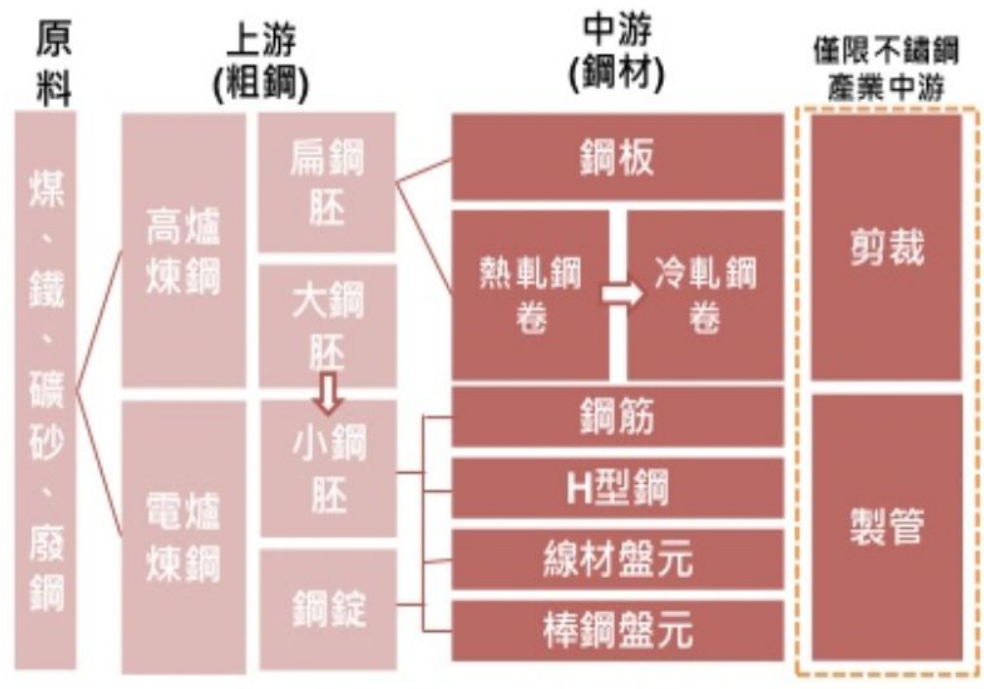 原
料
上游
(粗鋼)
中游
(鋼材)
僅限不鏽鋼
產業中游
煤
、
鐵
、
礦
砂
、
廢
鋼
高爐
煉鋼
電爐
煉鋼
扁鋼
胚
大鋼
胚
小鋼
胚
鋼錠
鋼板
熱軋鋼
卷
冷軋鋼
卷
鋼筋
H型鋼
線材盤元
棒鋼盤元
剪裁
製管